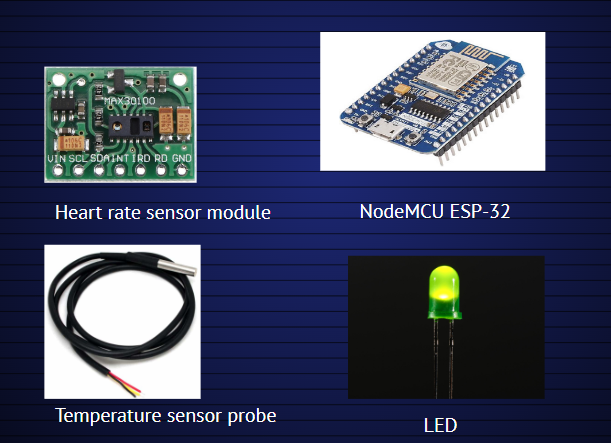 MAX30100
VIN SCL SDA INT IRD RD GND
Heart rate sensor module
NodeMCU ESP-32
Temperature sensor probe
LED